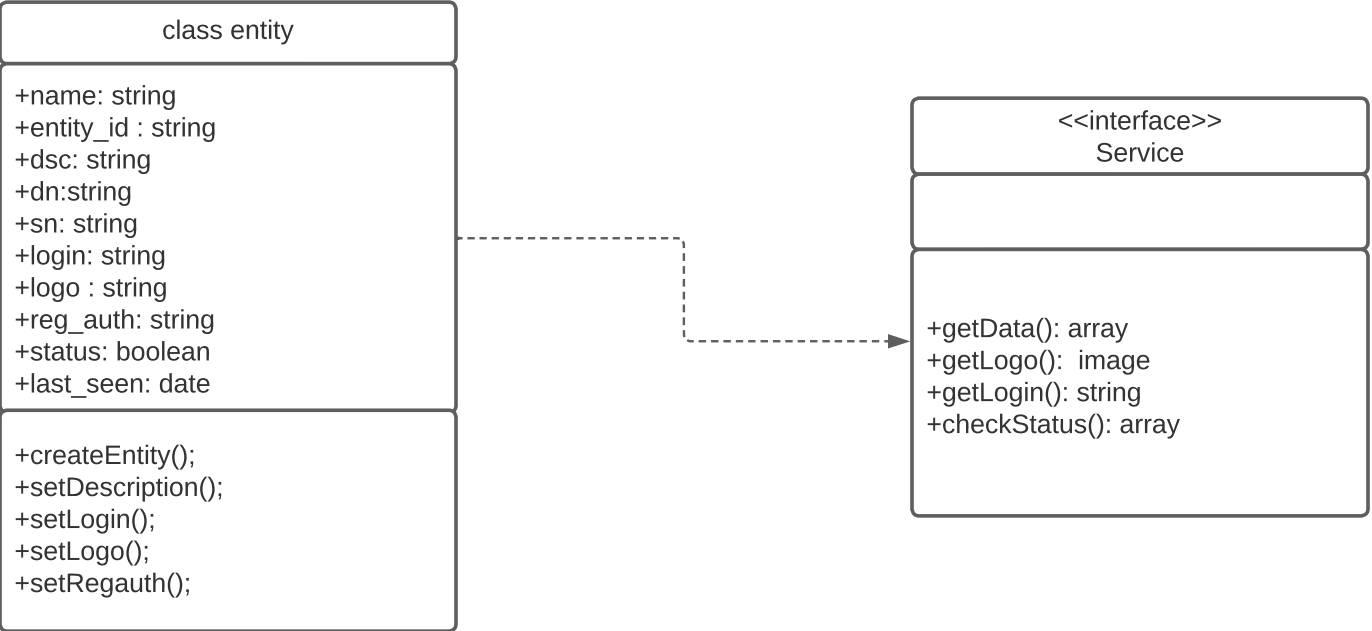 class entity
+name: string
+entity_id : string
+dsc: string
+dn:string
+sn: string
+login: string
+logo : string
+reg_auth: string
+status: boolean
+last_seen: date
+createEntity();
+setDescription();
+setLogin();
+setLogo();
+setRegauth();
<<interface>>
Service
+getData(): array
+getLogo():  image
+getLogin(): string
+checkStatus(): array